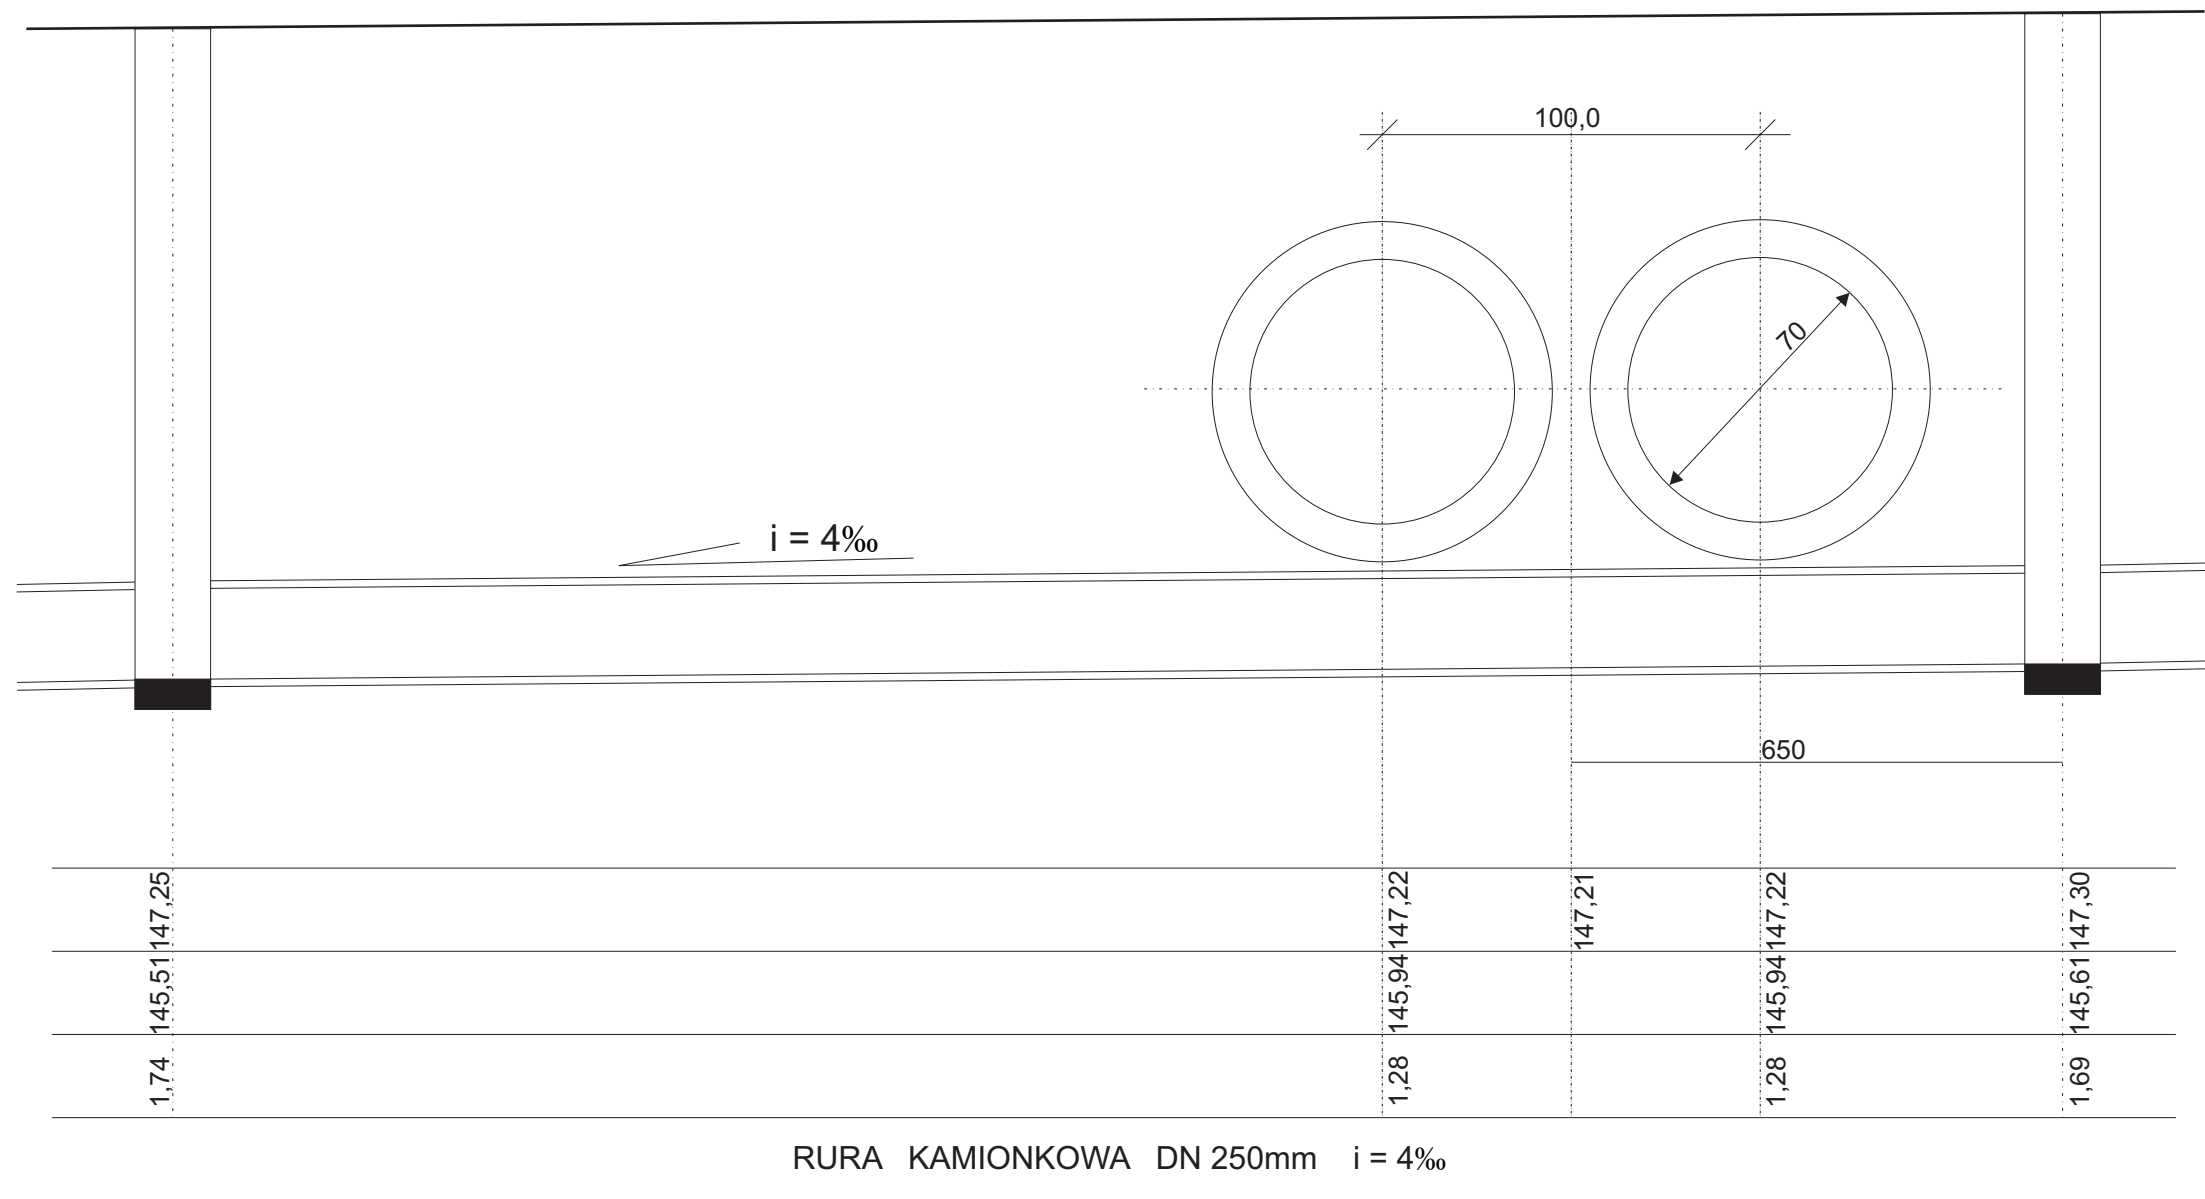 100,0
70
i = 4‰
650
147,25 147,22 147,21 147,22 147,30
145,51 145,94 145,94 145,61
1,74 1,28 1,28 1,69
RURA KAMIONKOWA DN 250mm i = 4‰